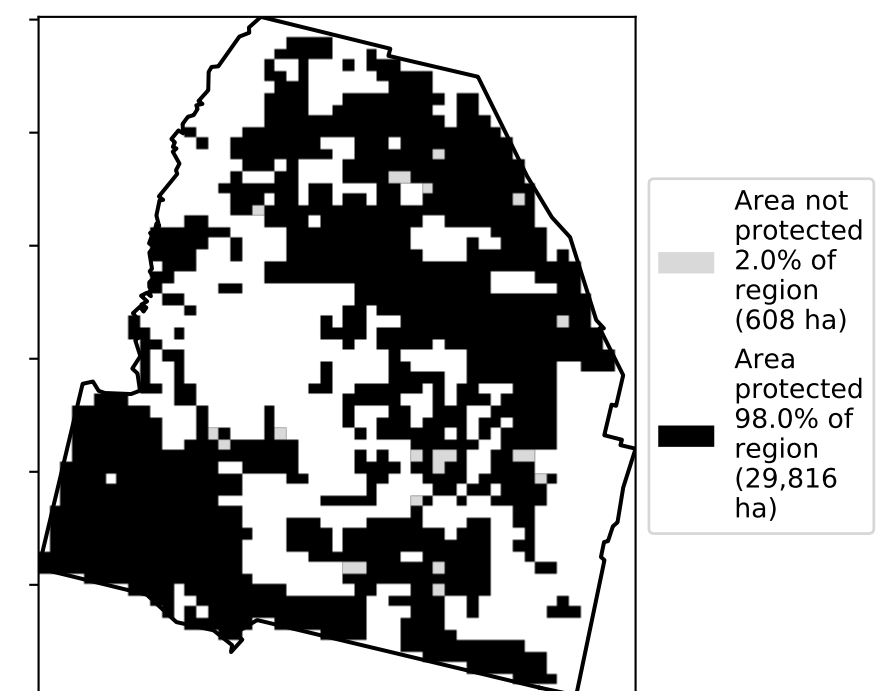 Area not
protected
2.0% of
region
(608 ha)
Area
protected
98.0% of
region
(29,816
ha)